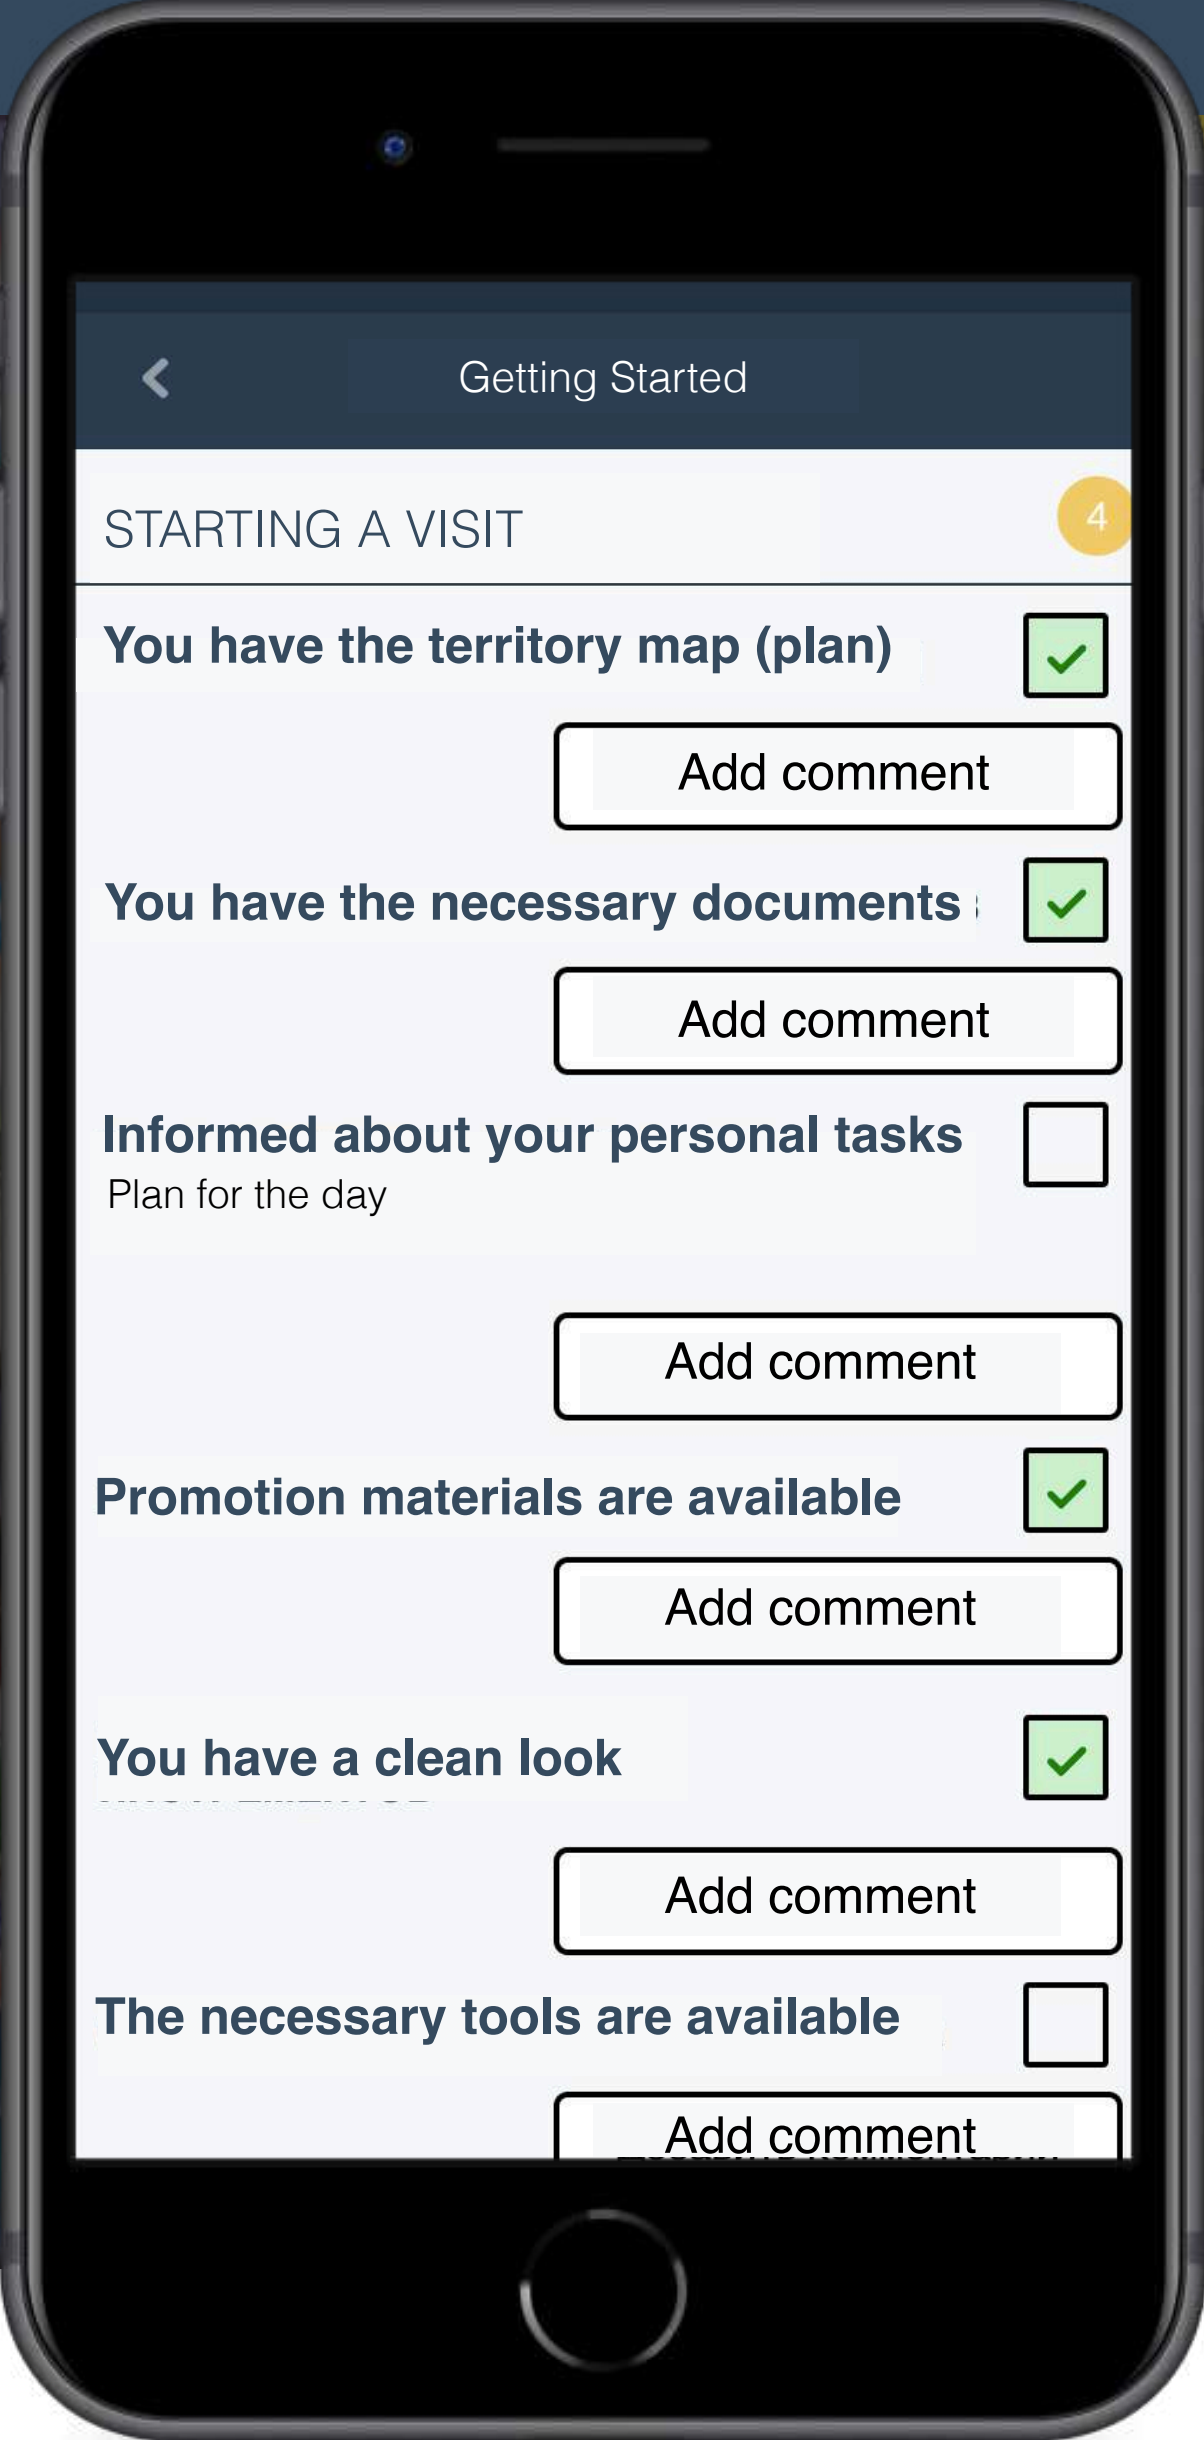 Getting Started
STARTING A VISIT
4
You have the territory map (plan)
Add comment
You have the necessary documents
Add comment
Informed about your personal tasks
Plan for the day
Add comment
Promotion materials are available
Add comment
You have a clean look
Add comment
The necessary tools are available
Add comment